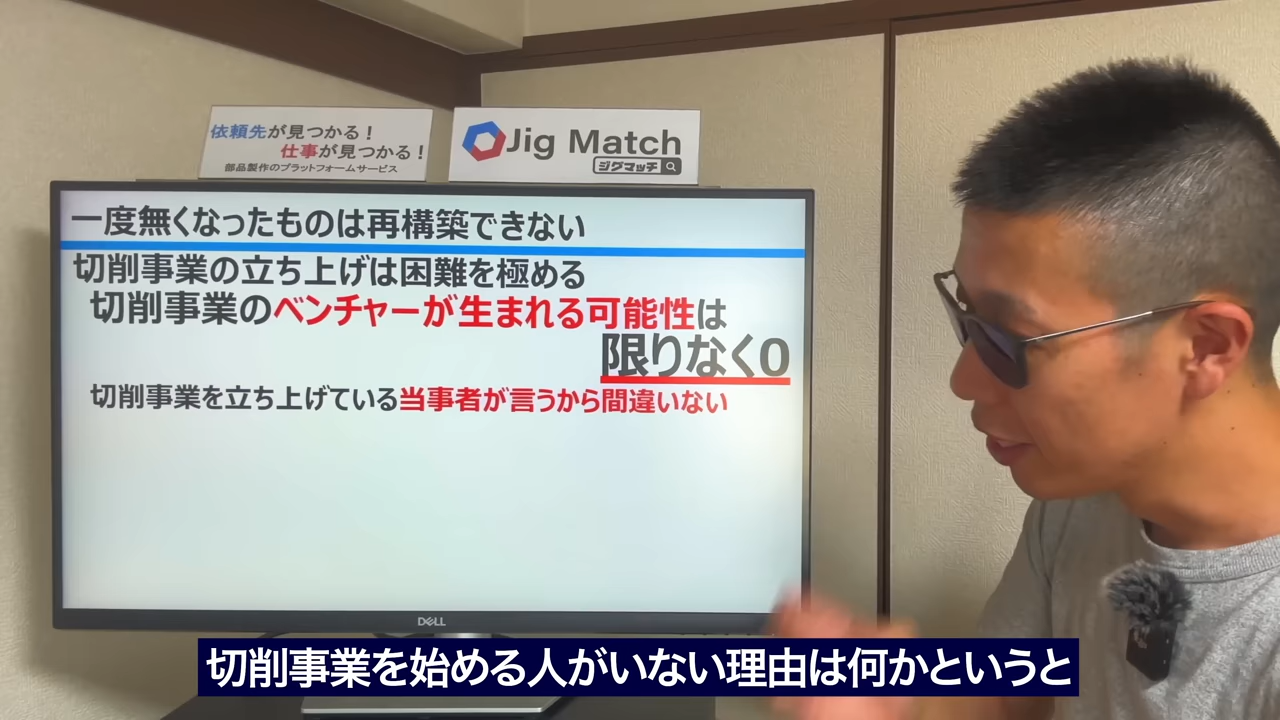 依頼先が見つかる！
仕事が見つかる！
部品製作のプラットフォームサービス
Jig Match
ジグマッチ
一度無くなったものは再構築できない
切削事業の立ち上げは困難を極める
切削事業のベンチャーが生まれる可能性は
限りなく0
切削事業を立ち上げている当事者が言うから間違いない
DELL
切削事業を始める人がいない理由は何かというと